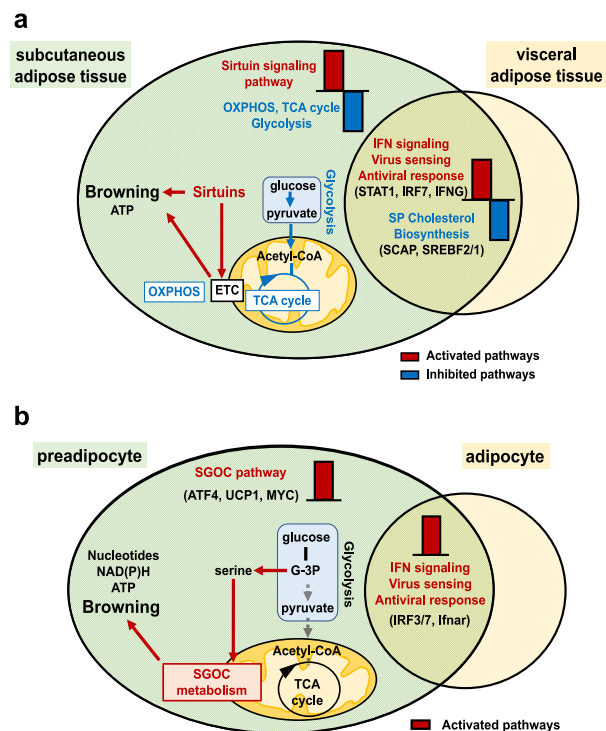 a
subcutaneous
adipose tissue
visceral
adipose tissue
Sirtuin signaling
pathway
OXPHOS, TCA cycle
Glycolysis
IFN signaling
Virus sensing
Antiviral response
(STAT1, IRF7, IFNG)
SP Cholesterol
Biosynthesis
(SCAP, SREBF2/1)
Browning
ATP
Sirtuins
glucose
pyruvate
Glycolysis
Acetyl-CoA
OXPHOS
ETC
TCA cycle
Activated pathways
Inhibited pathways
b
preadipocyte
adipocyte
SGOC pathway
(ATF4, UCP1, MYC)
IFN signaling
Virus sensing
Antiviral response
(IRF3/7, Ifnar)
Nucleotides
NAD(P)H
ATP
Browning
serine
glucose
G-3P
pyruvate
Glycolysis
Acetyl-CoA
SGOC
metabolism
TCA
cycle
Activated pathways